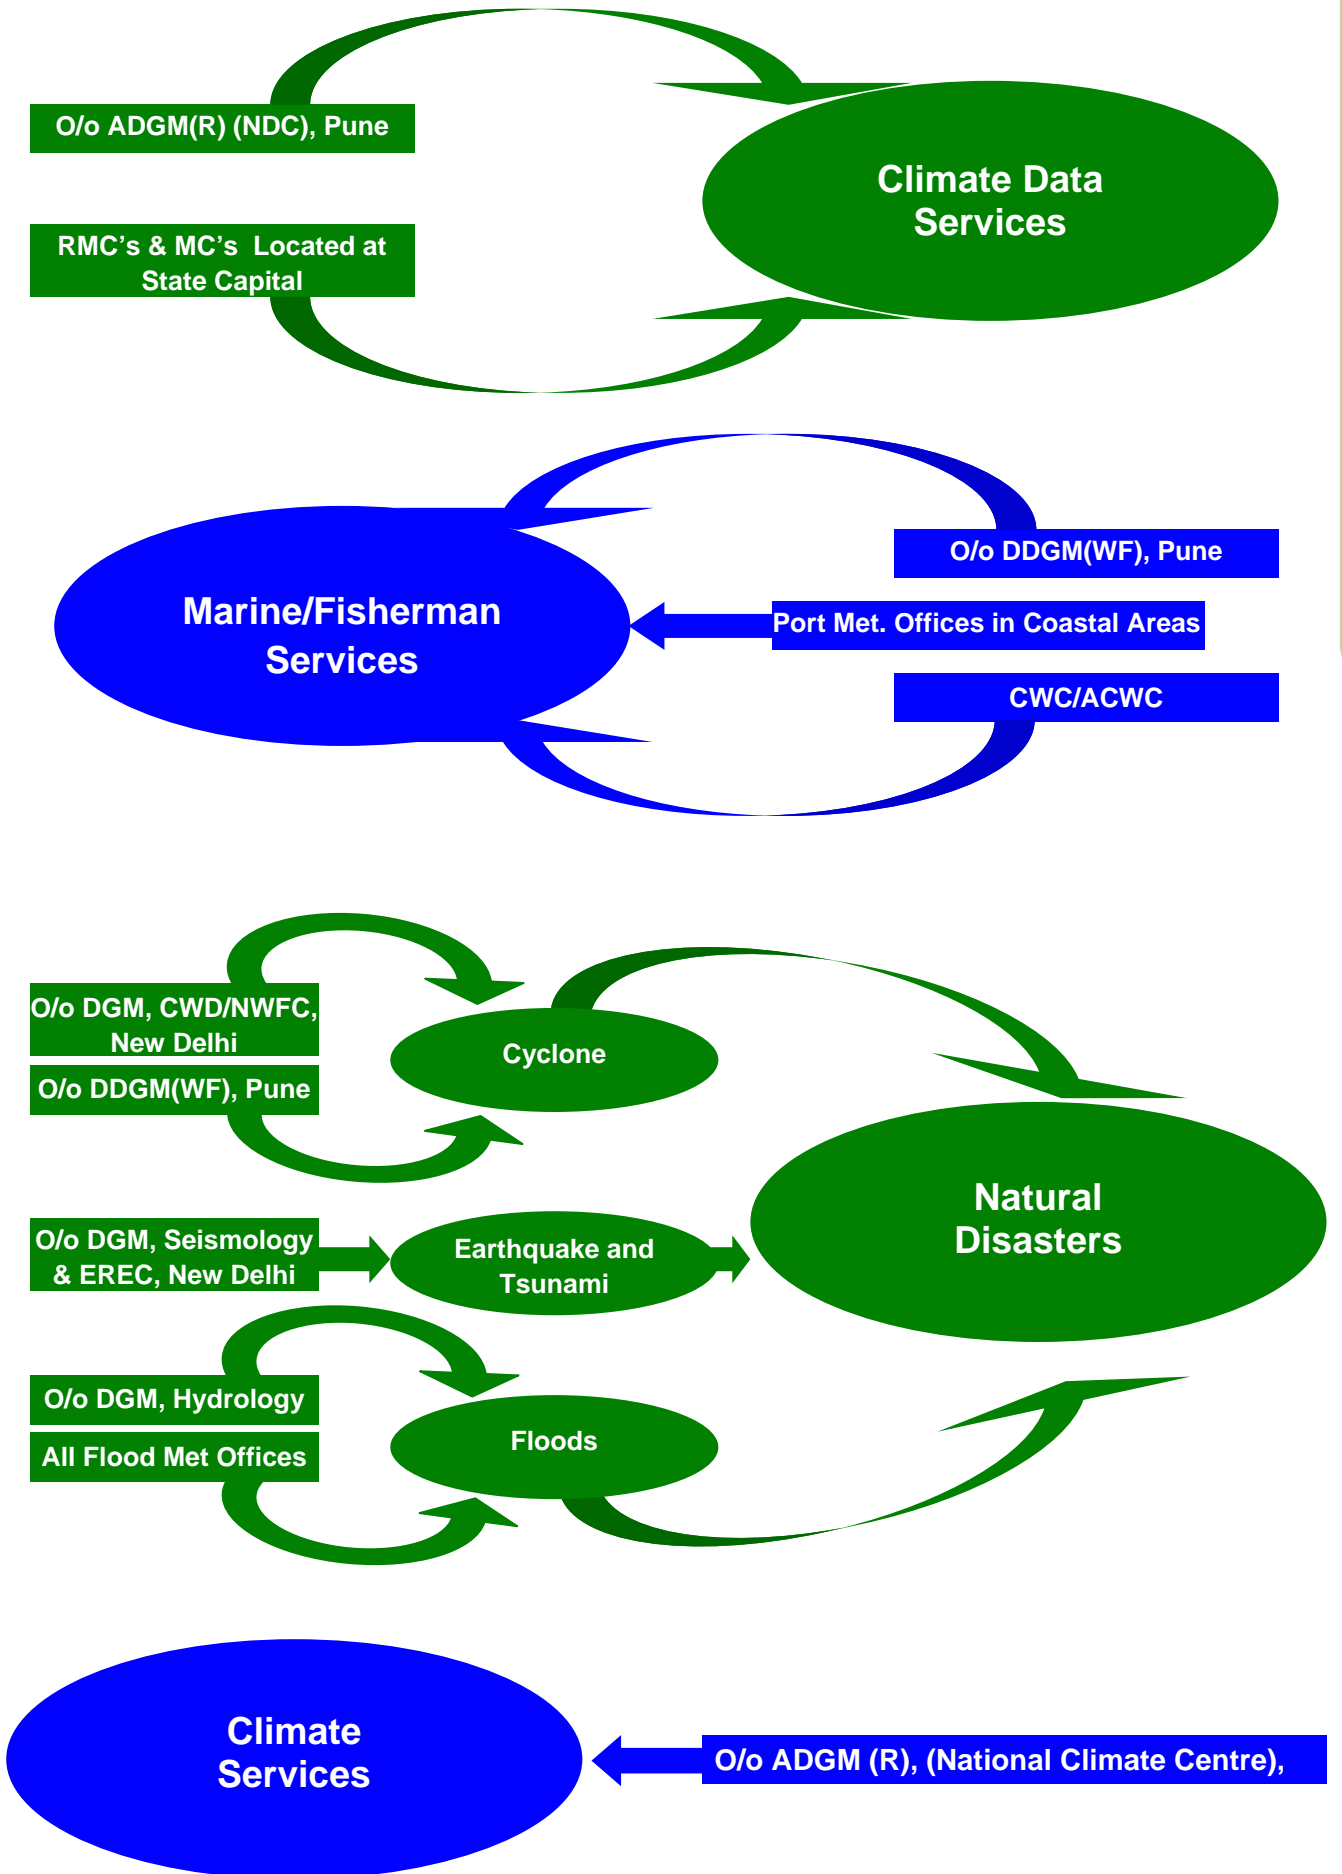 O/o ADGM(R) (NDC), Pune
Climate Data
Services
RMC’s & MC’s Located at
State Capital
O/o DDGM(WF), Pune
Marine/Fisherman
Services
Port Met. Offices in Coastal Areas
CWC/ACWC
O/o DGM, CWD/NWFC,
New Delhi
Cyclone
O/o DDGM(WF), Pune
Natural
Disasters
O/o DGM, Seismology
& EREC, New Delhi
Earthquake and
Tsunami
O/o DGM, Hydrology
All Flood Met Offices
Floods
Climate
Services
O/o ADGM (R), (National Climate Centre),